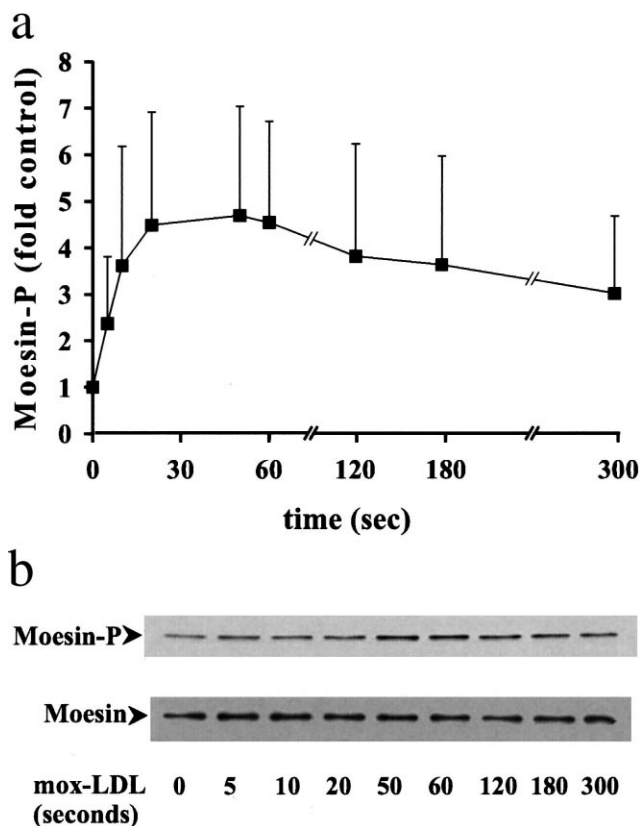 a
Moesin-P (fold control)
8
7
6
5
4
3
2
1
0
0 30 60 120 180 300
time (sec)
b
Moesin-P
Moesin
mox-LDL 0 5 10 20 50 60 120 180 300
(seconds)